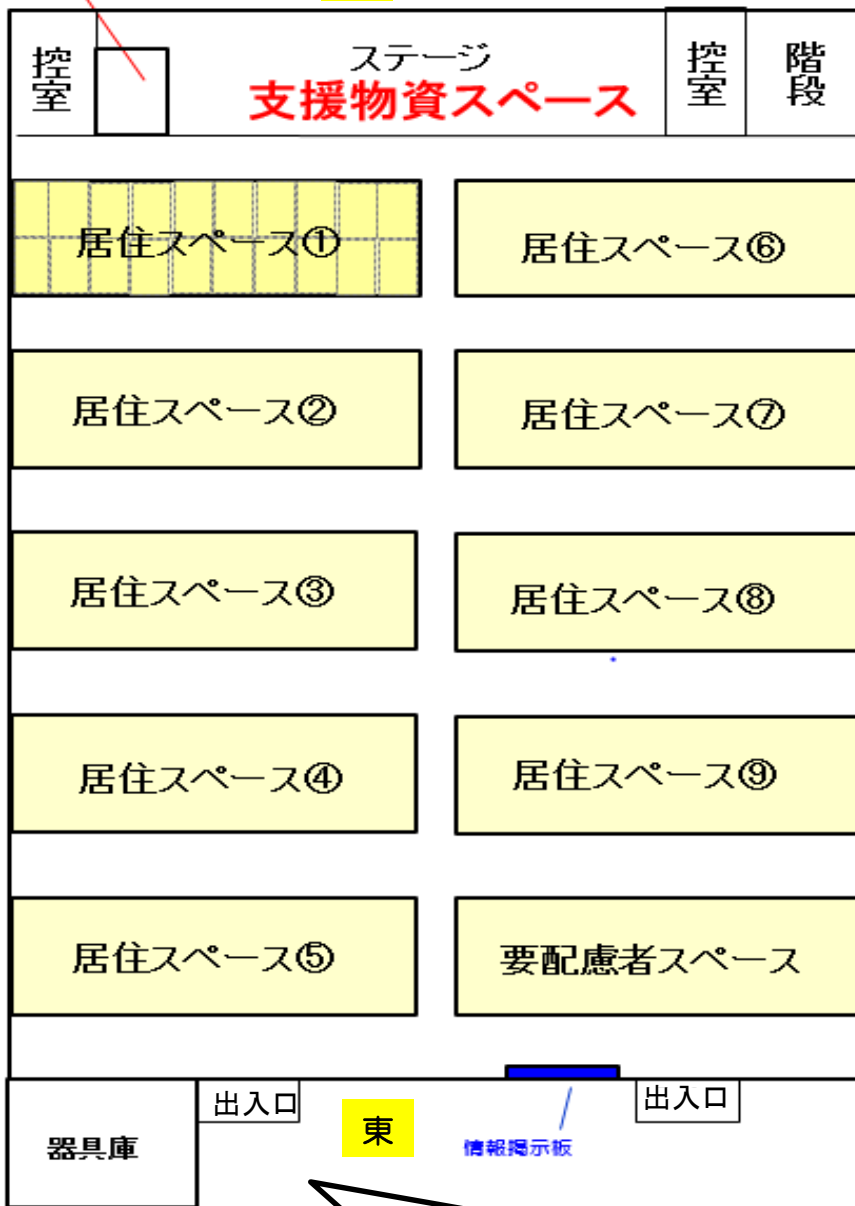 控室
ステージ
支援物資スペース
控室
階段
居住スペース①
居住スペース⑥
居住スペース②
居住スペース⑦
居住スペース③
居住スペース⑧
居住スペース④
居住スペース⑨
居住スペース⑤
要配慮者スペース
出入口
出入口
器具庫
東
情報掲示板